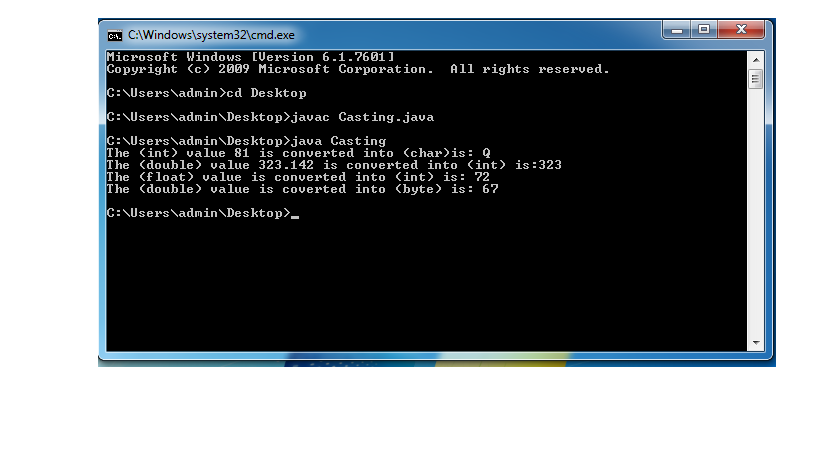 C:\Windows\system32\cmd.exe
Microsoft Windows [Version 6.1.7601]
Copyright (c) 2009 Microsoft Corporation.  All rights reserved.
C:\Users\admin>cd Desktop
C:\Users\admin\Desktop>javac Casting.java
C:\Users\admin\Desktop>java Casting
The (int) value 81 is converted into (char)is: Q
The (double) value 323.142 is converted into (int) is:323
The (float) value is converted into (int) is: 72
The (double) value is coverted into (byte) is: 67
C:\Users\admin\Desktop>_